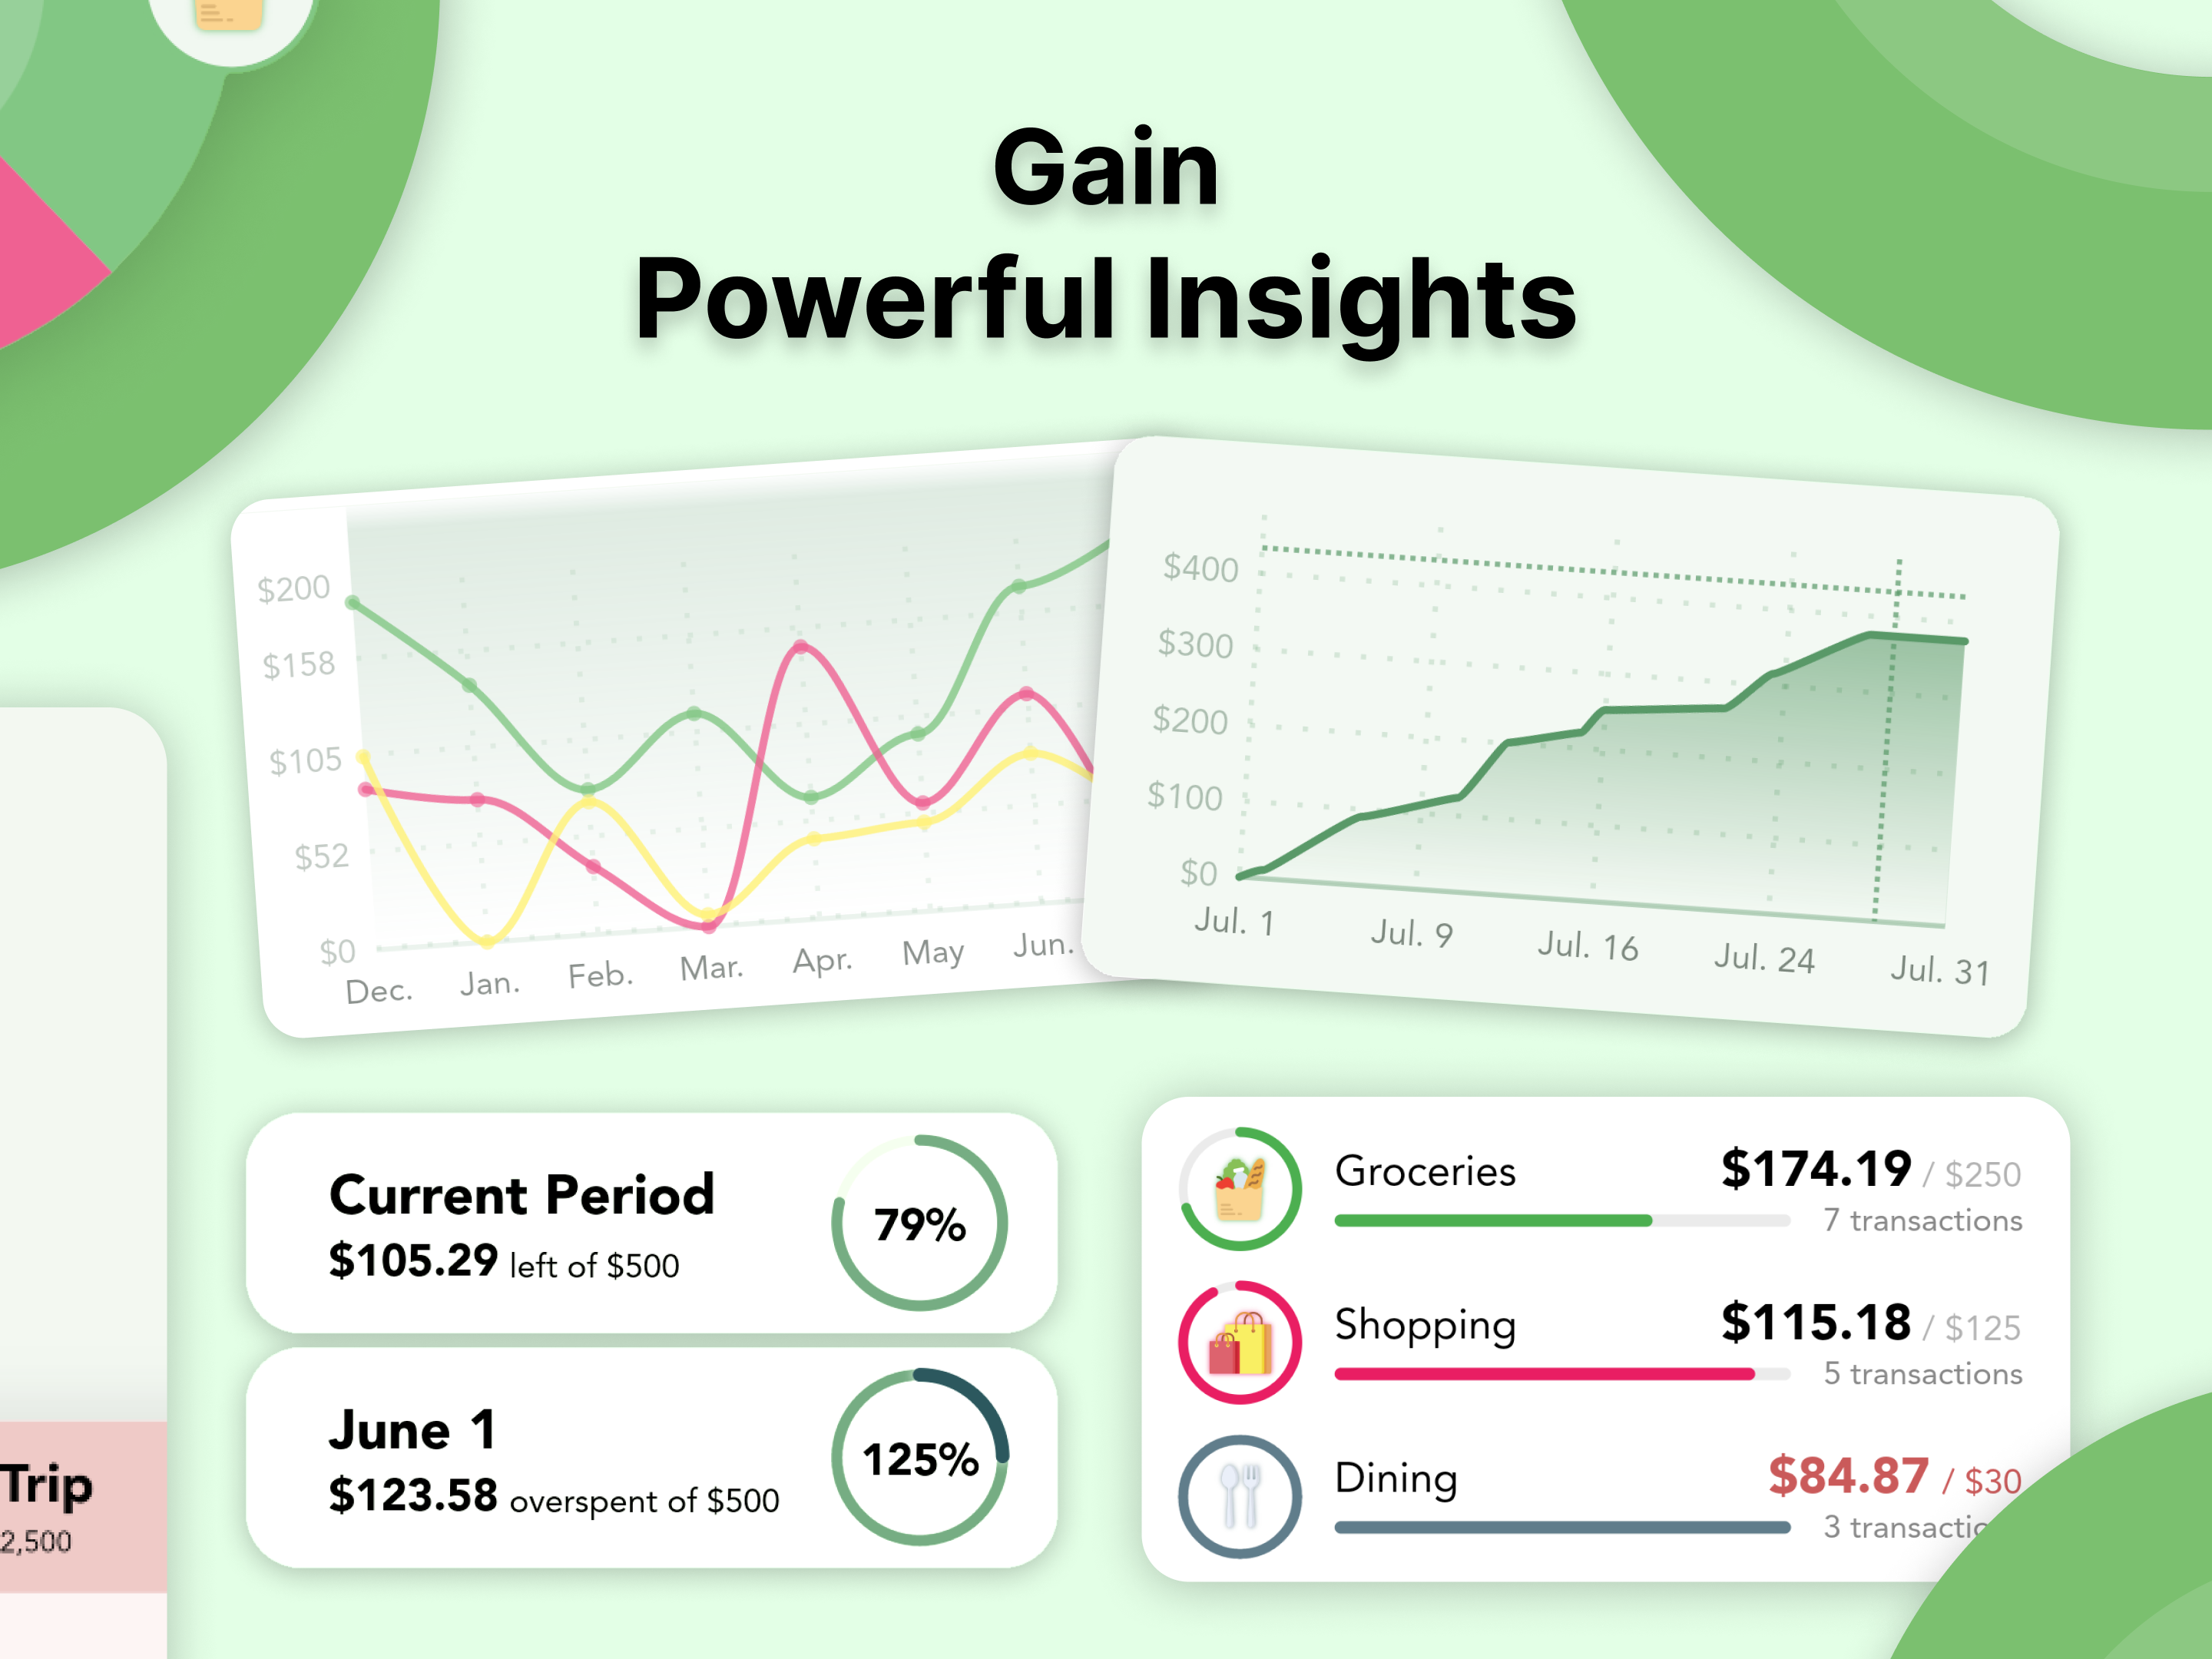 Gain
Powerful Insights
$200
$158
$105
$52
$0
Dec. Jan. Feb. Mar. Apr. May Jun.
$400
$300
$200
$100
$0
Jul. 1 Jul. 9 Jul. 16 Jul. 24 Jul. 31
Current Period
$105.29 left of $500
79%
June 1
$123.58 overspent of $500
125%
Groceries $174.19 / $250
7 transactions
Shopping $115.18 / $125
5 transactions
Dining $84.87 / $30
3 transactio
Trip
2,500